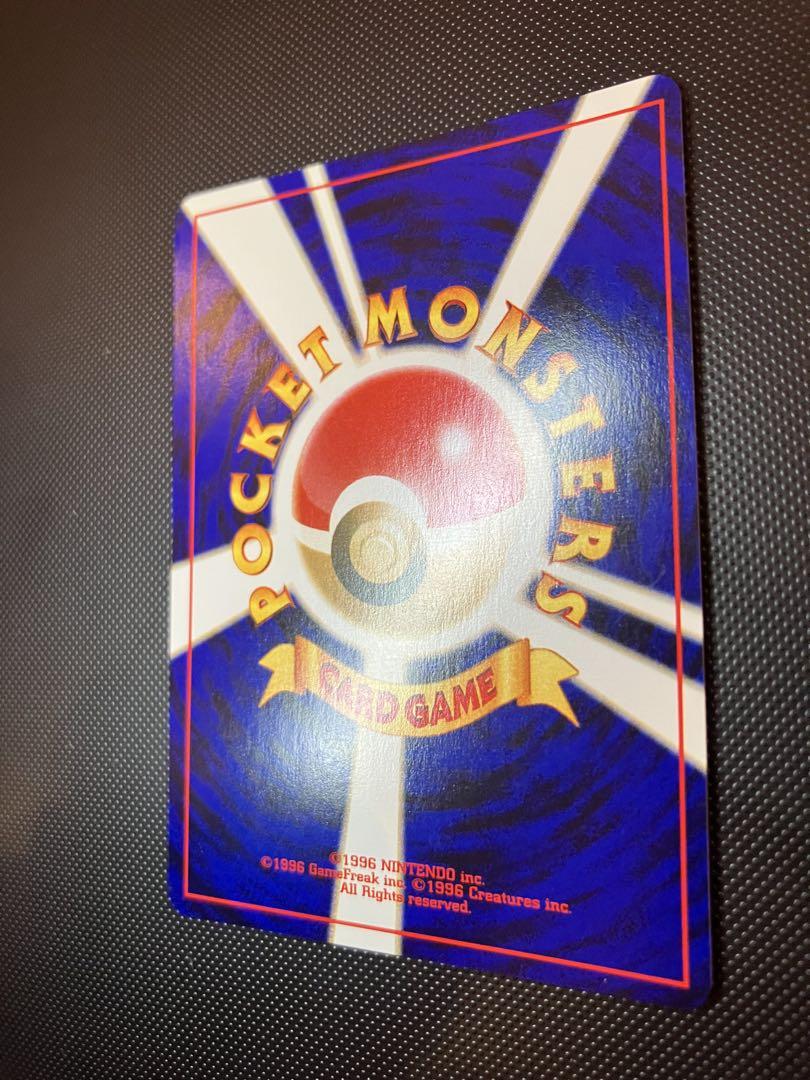 POCKET MONSTERS
CARD GAME
©1996 NINTENDO inc.
©1996 GameFreak inc. ©1996 Creatures inc.
All Rights reserved.